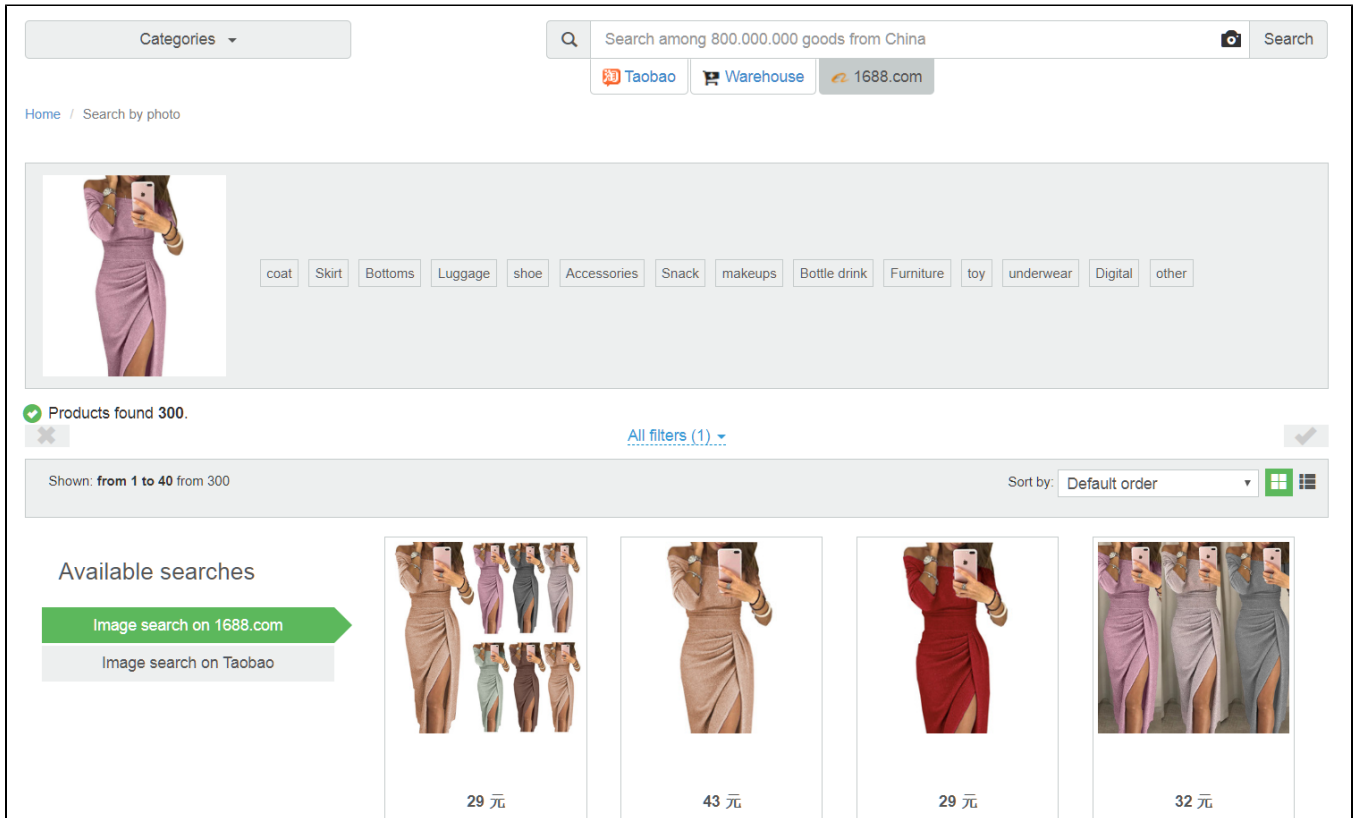 Categories
Search among 800.000.000 goods from China
Search
淘 Taobao
Warehouse
1688.com
Home / Search by photo
coat Skirt Bottoms Luggage shoe Accessories Snack makeups Bottle drink Furniture toy underwear Digital other
Products found 300.
All filters (1)
Shown: from 1 to 40 from 300
Sort by: Default order
Available searches
Image search on 1688.com
Image search on Taobao
29 元
43 元
29 元
32 元